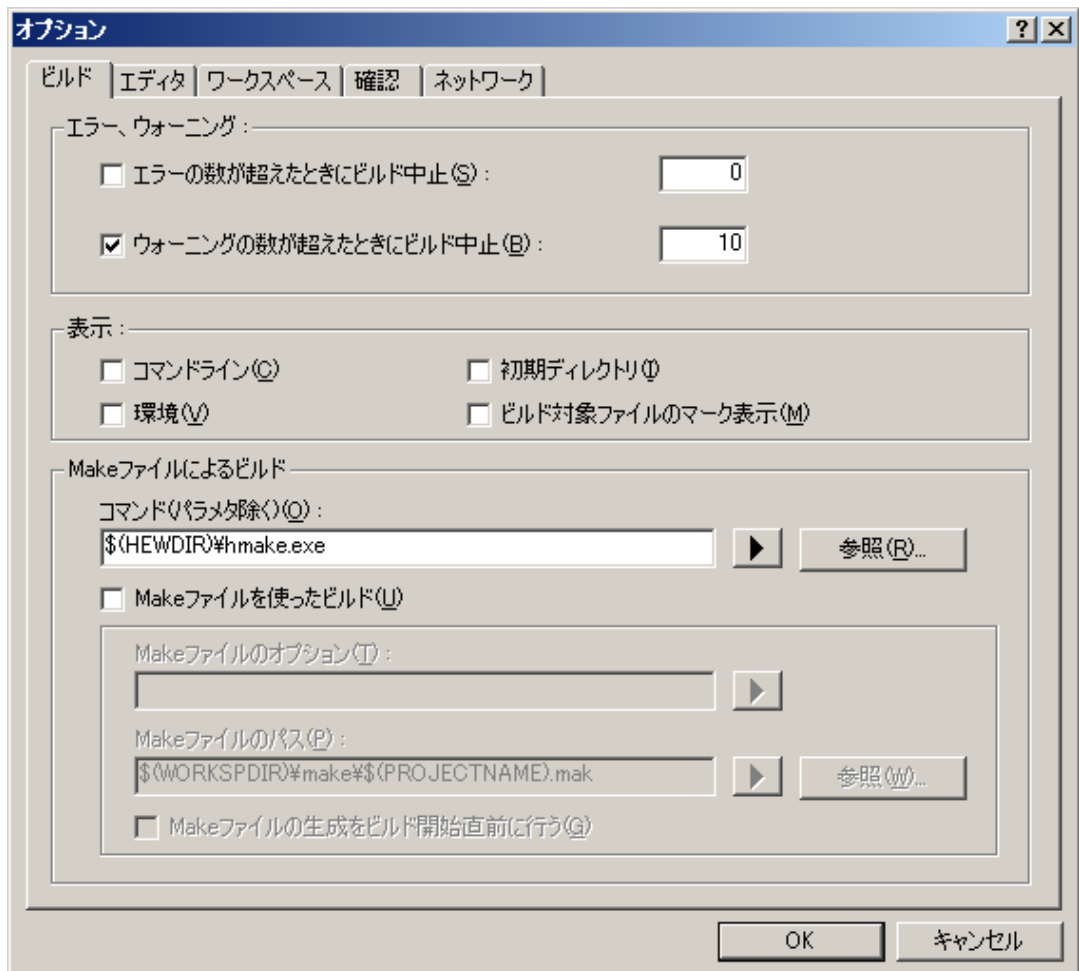 オプション
ビルド エディタ ワークスペース 確認 ネットワーク
エラー、ウォーニング :
エラーの数が超えたときにビルド中止(S) : 0
ウォーニングの数が超えたときにビルド中止(B) : 10
表示 :
コマンドライン(C) 初期ディレクトリ(I)
環境(V) ビルド対象ファイルのマーク表示(M)
Makeファイルによるビルド
コマンド(パラメタ除く)(O) :
$(HEWDIR)¥hmake.exe 参照(R)...
Makeファイルを使ったビルド(U)
Makeファイルのオプション(T) :
Makeファイルのパス(P) :
$(WORKSPDIR)¥make¥$(PROJECTNAME).mak 参照(W)...
Makeファイルの生成をビルド開始直前に行う(G)
OK キャンセル